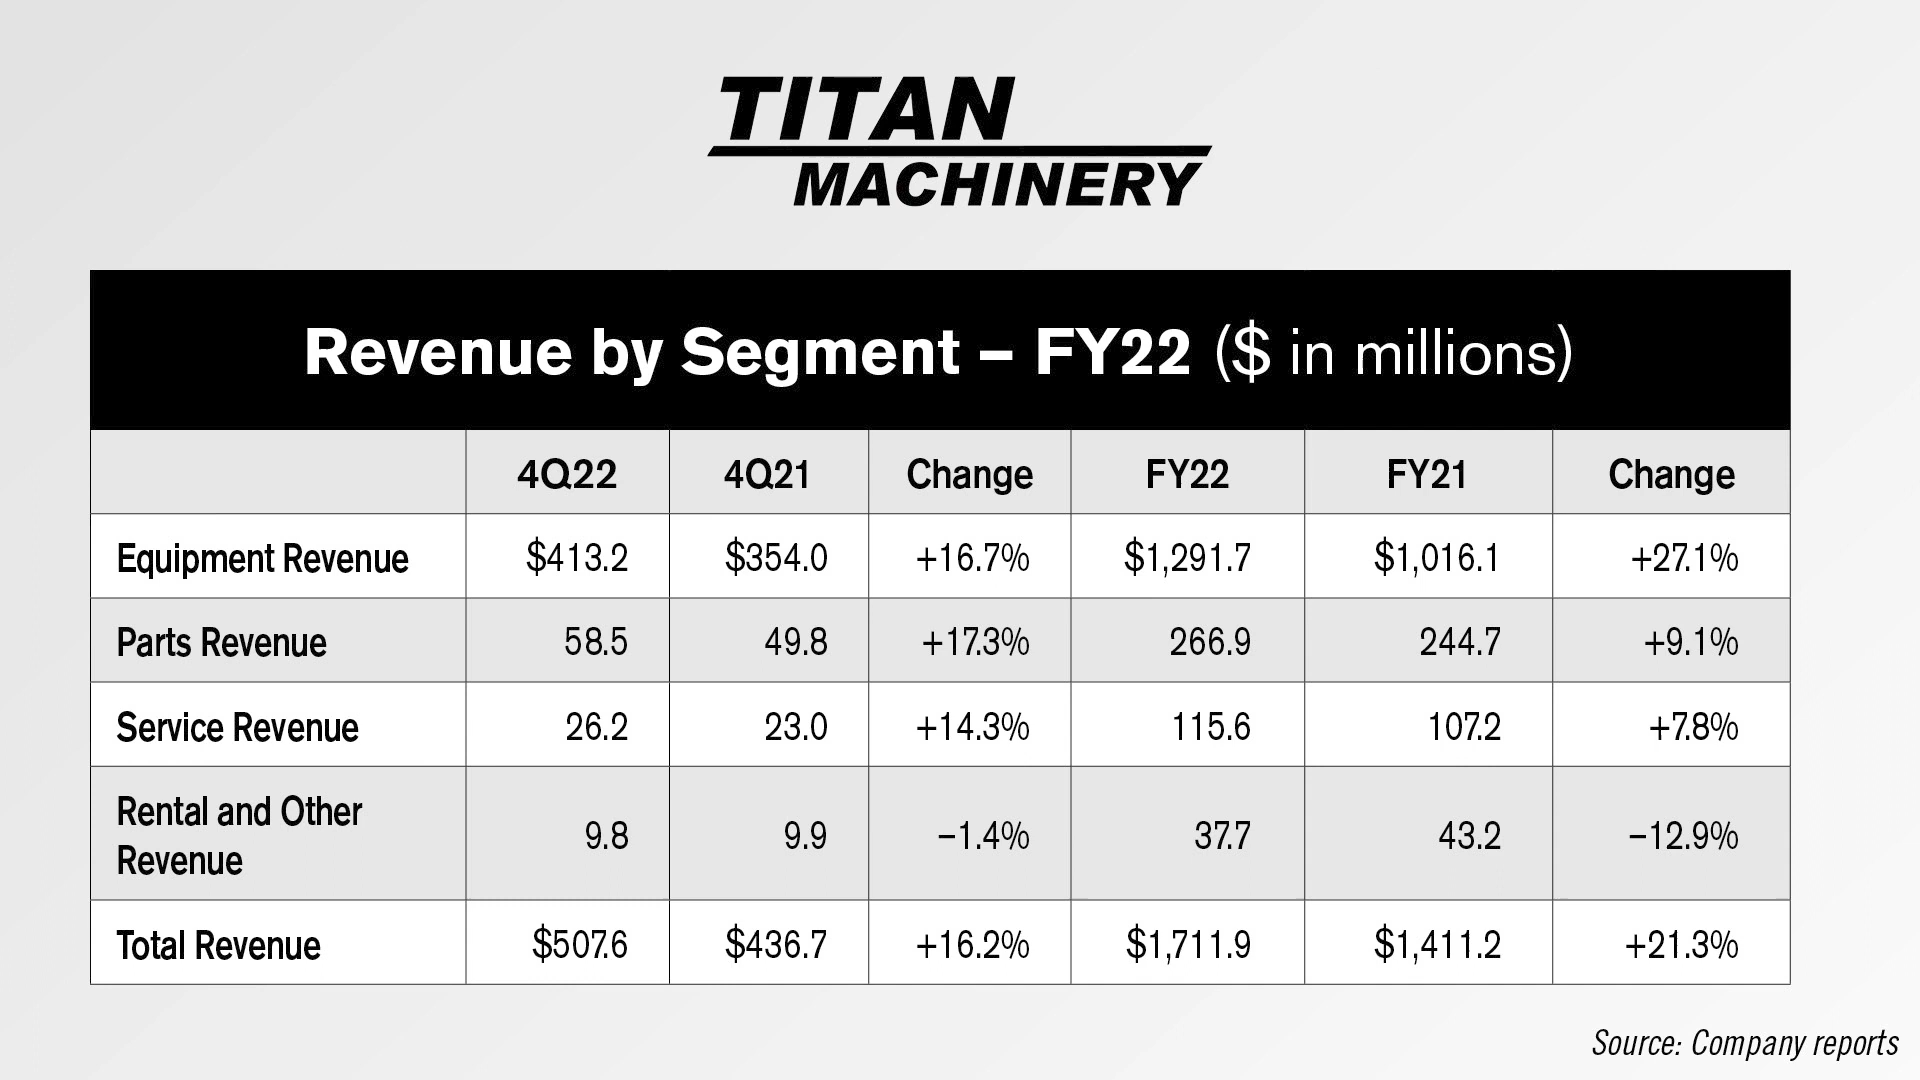 TITAN
MACHINERY
Revenue by Segment – FY22 ($ in millions)
4Q22 4Q21 Change FY22 FY21 Change
Equipment Revenue $413.2 $354.0 +16.7% $1,291.7 $1,016.1 +27.1%
Parts Revenue 58.5 49.8 +17.3% 266.9 244.7 +9.1%
Service Revenue 26.2 23.0 +14.3% 115.6 107.2 +7.8%
Rental and Other
Revenue 9.8 9.9 –1.4% 37.7 43.2 –12.9%
Total Revenue $507.6 $436.7 +16.2% $1,711.9 $1,411.2 +21.3%
Source: Company reports